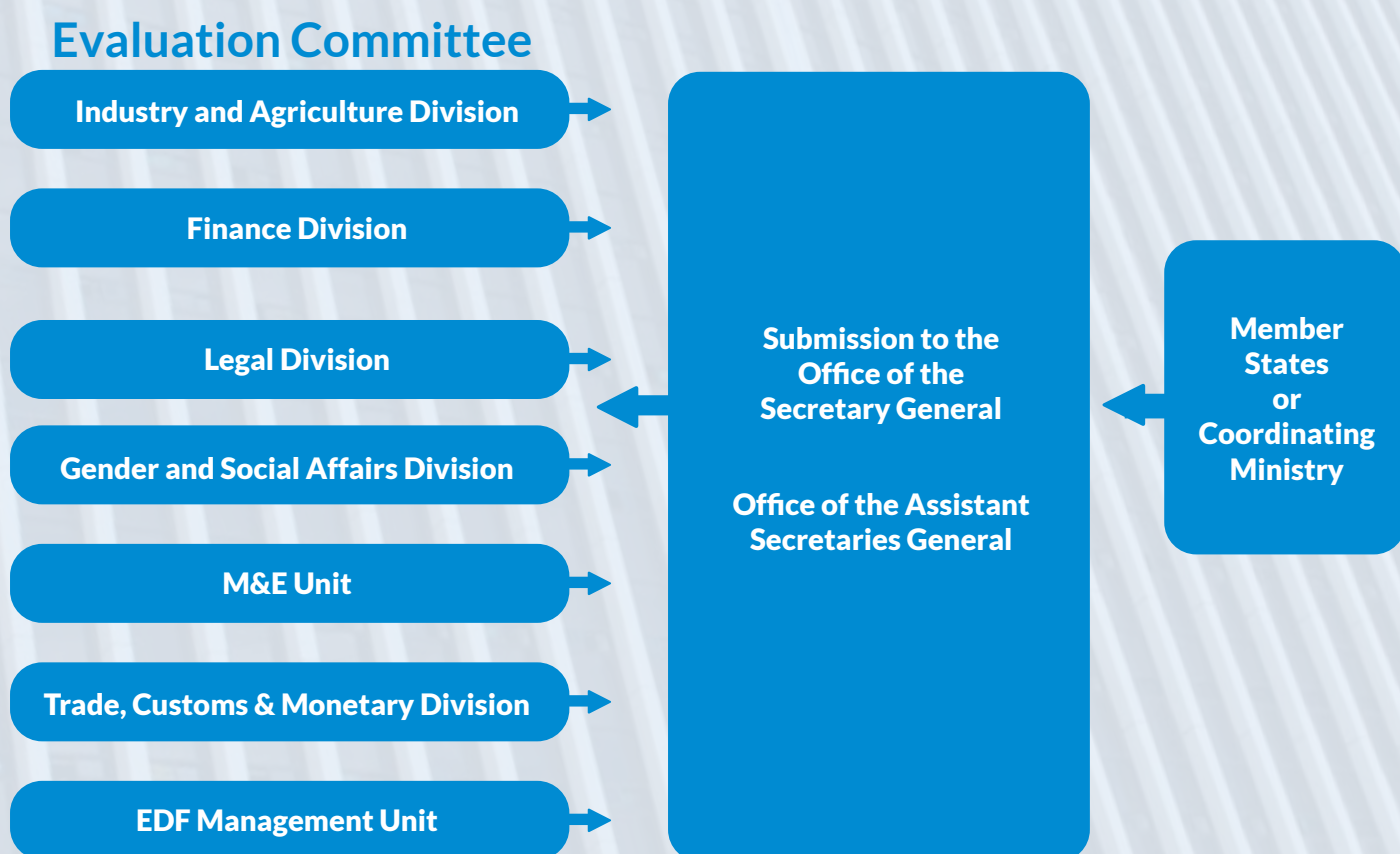 Evaluation Committee
Industry and Agriculture Division
Finance Division
Legal Division
Gender and Social Affairs Division
M&E Unit
Trade, Customs & Monetary Division
EDF Management Unit
Submission to the
Office of the
Secretary General
Office of the Assistant
Secretaries General
Member
States
or
Coordinating
Ministry